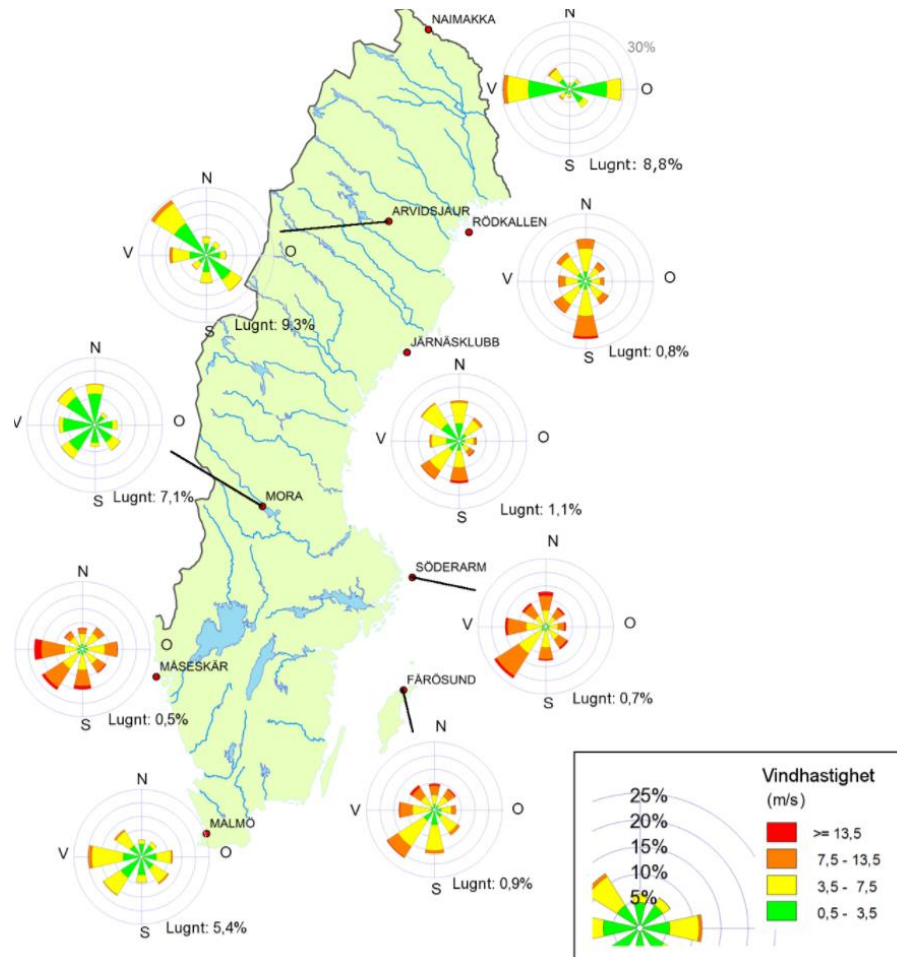 NAIMAKKA
N
30%
V
O
S
Lugnt: 8,8%
N
V
O
S
Lugnt: 9,3%
ARVIDSJAUR
RÖDKALLEN
N
V
O
S
Lugnt: 0,8%
JÄRNÄSKLUBB
N
V
O
S
Lugnt: 7,1%
N
V
O
S
Lugnt: 1,1%
MORA
SÖDERARM
N
V
O
S
Lugnt: 0,7%
N
O
S
Lugnt: 0,5%
MÅSESKÄR
FÅRÖSUND
N
V
O
S
Lugnt: 0,9%
MALMÖ
N
V
O
S
Lugnt: 5,4%
25%
20%
15%
10%
5%
Vindhastighet
(m/s)
>= 13,5
7,5 - 13,5
3,5 - 7,5
0,5 - 3,5